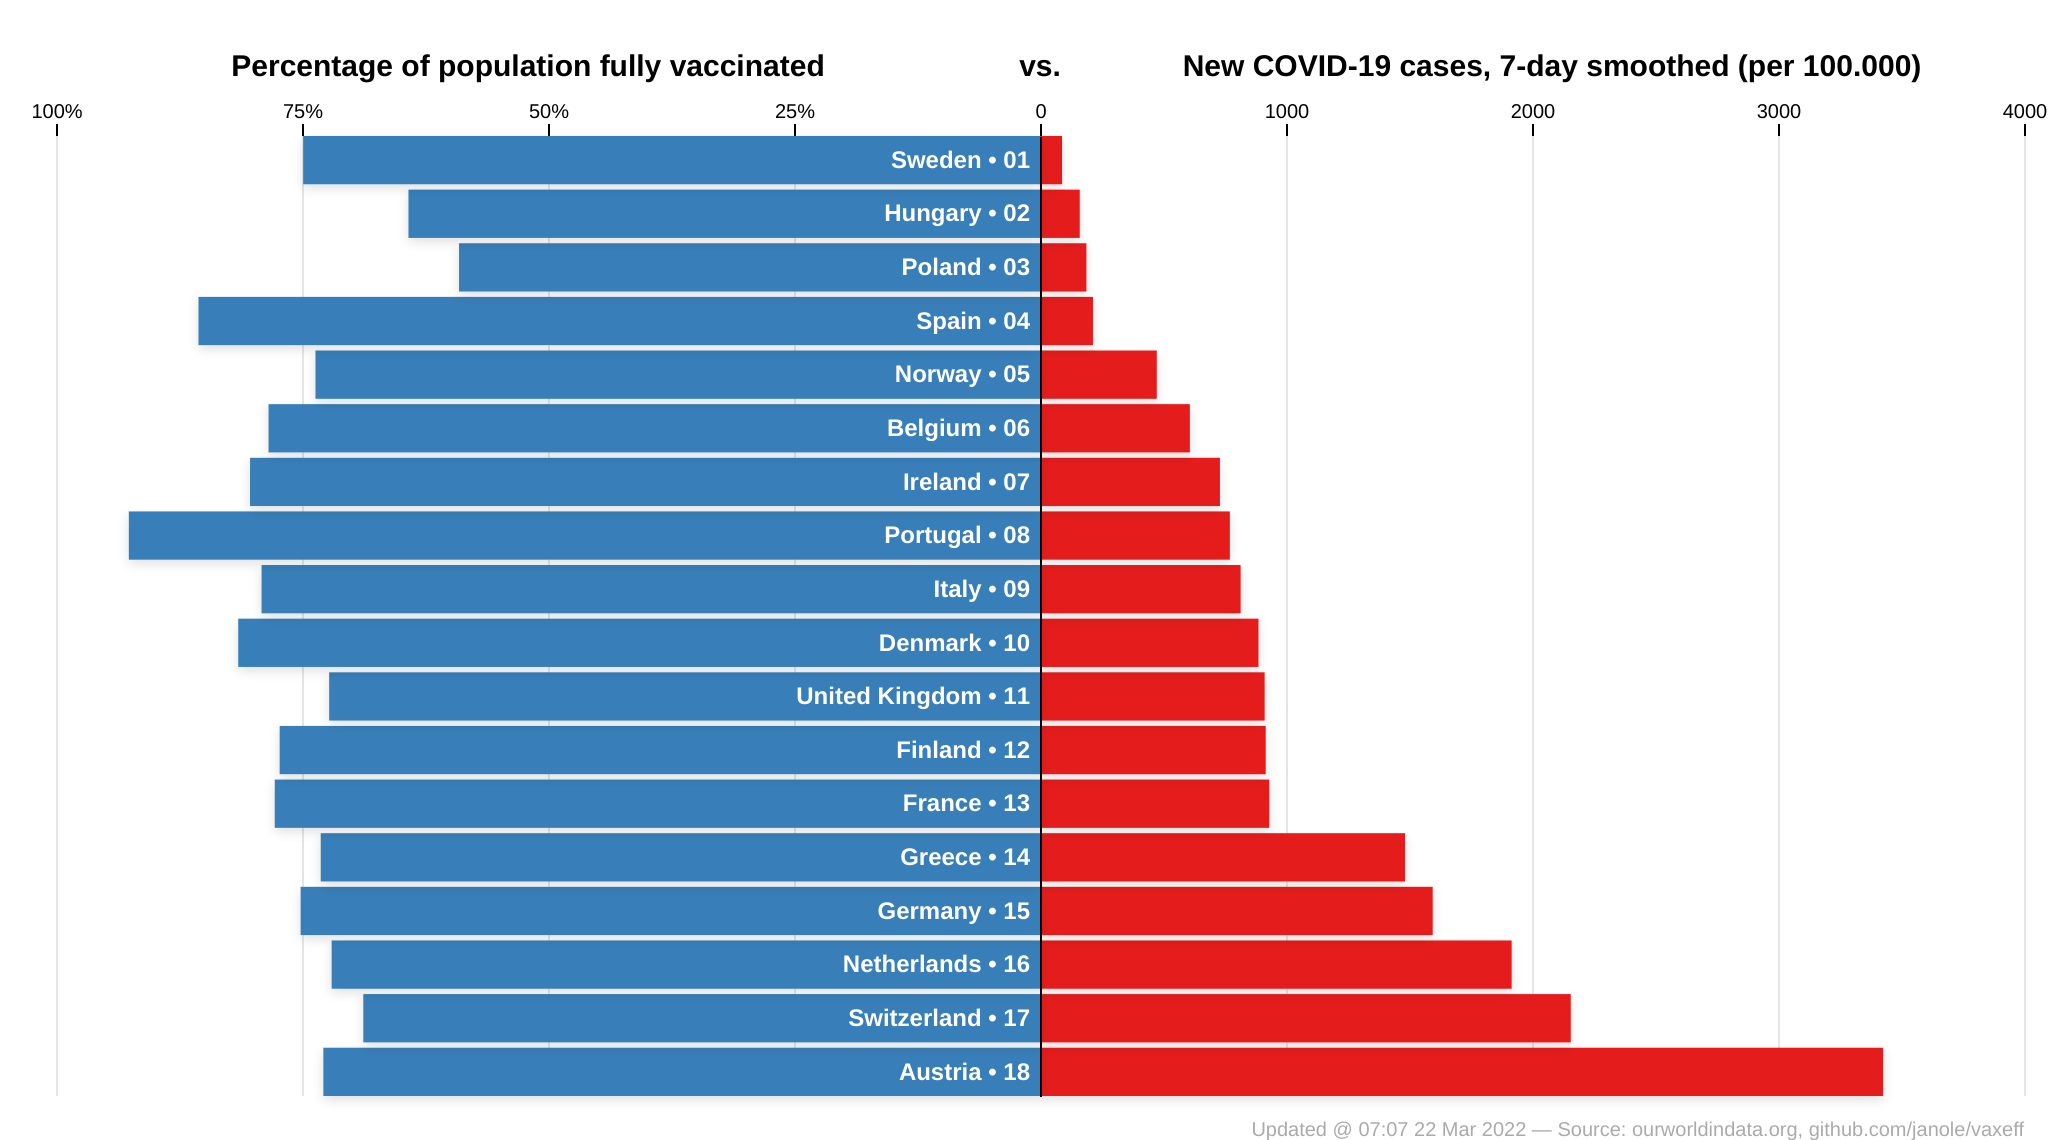 Percentage of population fully vaccinated vs. New COVID-19 cases, 7-day smoothed (per 100.000)
100% 75% 50% 25% 0 1000 2000 3000 4000
Sweden • 01
Hungary • 02
Poland • 03
Spain • 04
Norway • 05
Belgium • 06
Ireland • 07
Portugal • 08
Italy • 09
Denmark • 10
United Kingdom • 11
Finland • 12
France • 13
Greece • 14
Germany • 15
Netherlands • 16
Switzerland • 17
Austria • 18
Updated @ 07:07 22 Mar 2022 — Source: ourworldindata.org, github.com/janole/vaxeff